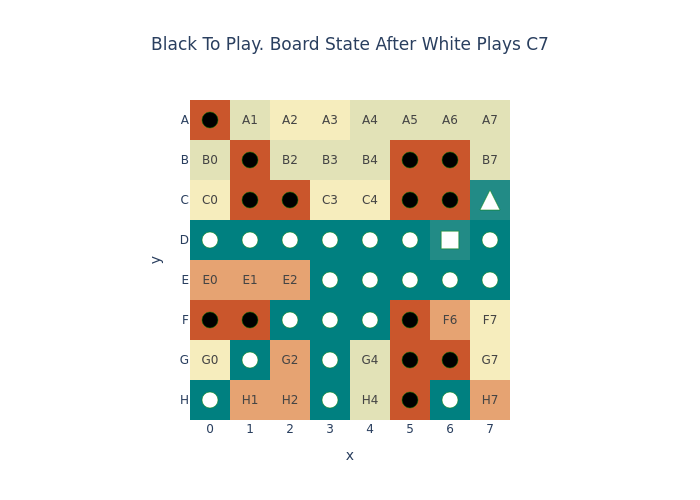 Black To Play. Board State After White Plays C7
A A1 A2 A3 A4 A5 A6 A7
B B0 B2 B3 B4 B7
C C0 C3 C4
D
E E0 E1 E2
F F6 F7
G G0 G2 G4 G7
H H1 H2 H4 H7
0 1 2 3 4 5 6 7
x
y